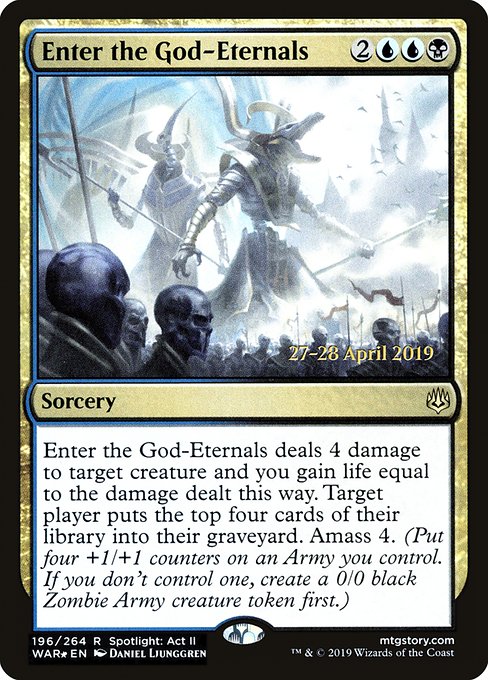 Enter the God-Eternals 2
27–28 April 2019
Sorcery
Enter the God-Eternals deals 4 damage
to target creature and you gain life equal
to the damage dealt this way. Target
player puts the top four cards of their
library into their graveyard. Amass 4. (Put
four +1/+1 counters on an Army you control.
If you don't control one, create a 0/0 black
Zombie Army creature token first.)
196/264 R Spotlight: Act II
WAR★EN Daniel Ljunggren
mtgstory.com
™ & © 2019 Wizards of the Coast